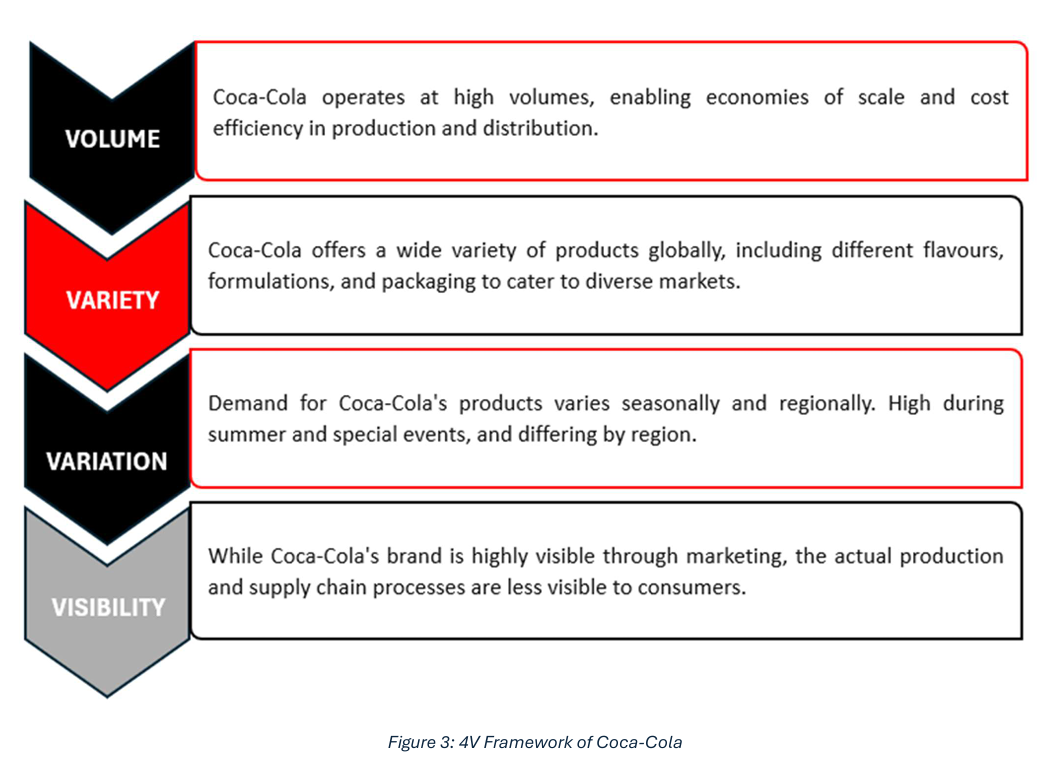 VOLUME
Coca-Cola operates at high volumes, enabling economies of scale and cost
efficiency in production and distribution.
VARIETY
Coca-Cola offers a wide variety of products globally, including different flavours,
formulations, and packaging to cater to diverse markets.
VARIATION
Demand for Coca-Cola's products varies seasonally and regionally. High during
summer and special events, and differing by region.
VISIBILITY
While Coca-Cola's brand is highly visible through marketing, the actual production
and supply chain processes are less visible to consumers.
Figure 3: 4V Framework of Coca-Cola